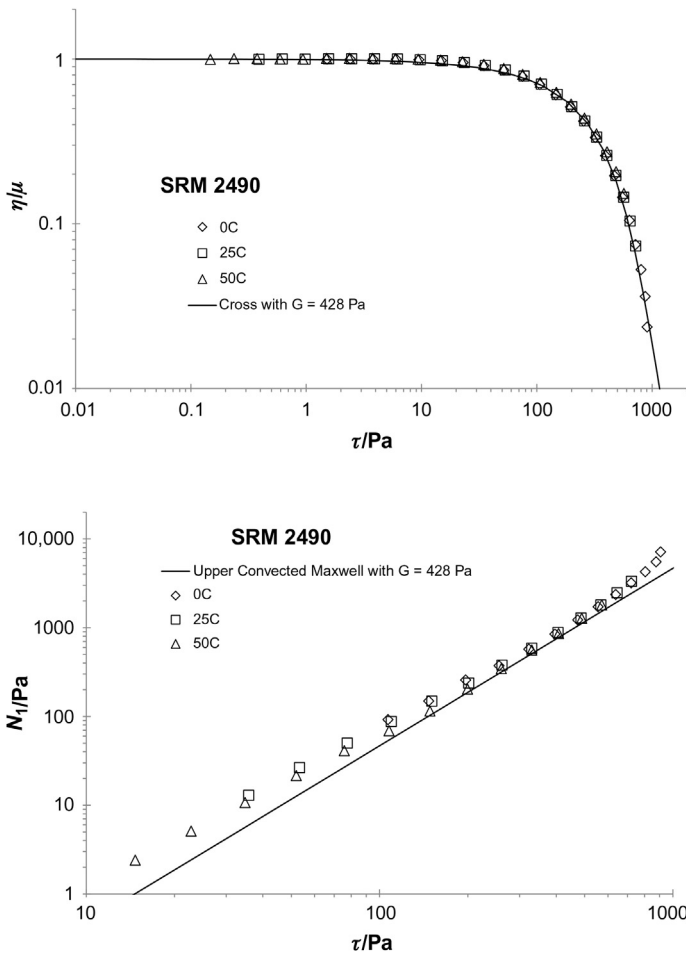 1
SRM 2490
η/μ
0C
0.1
25C
50C
Cross with G = 428 Pa
0.01
0.01 0.1 1 10 100 1000
τ/Pa
10,000
SRM 2490
Upper Convected Maxwell with G = 428 Pa
0C
1000
25C
50C
N1/Pa
100
10
1
10 100 1000
τ/Pa